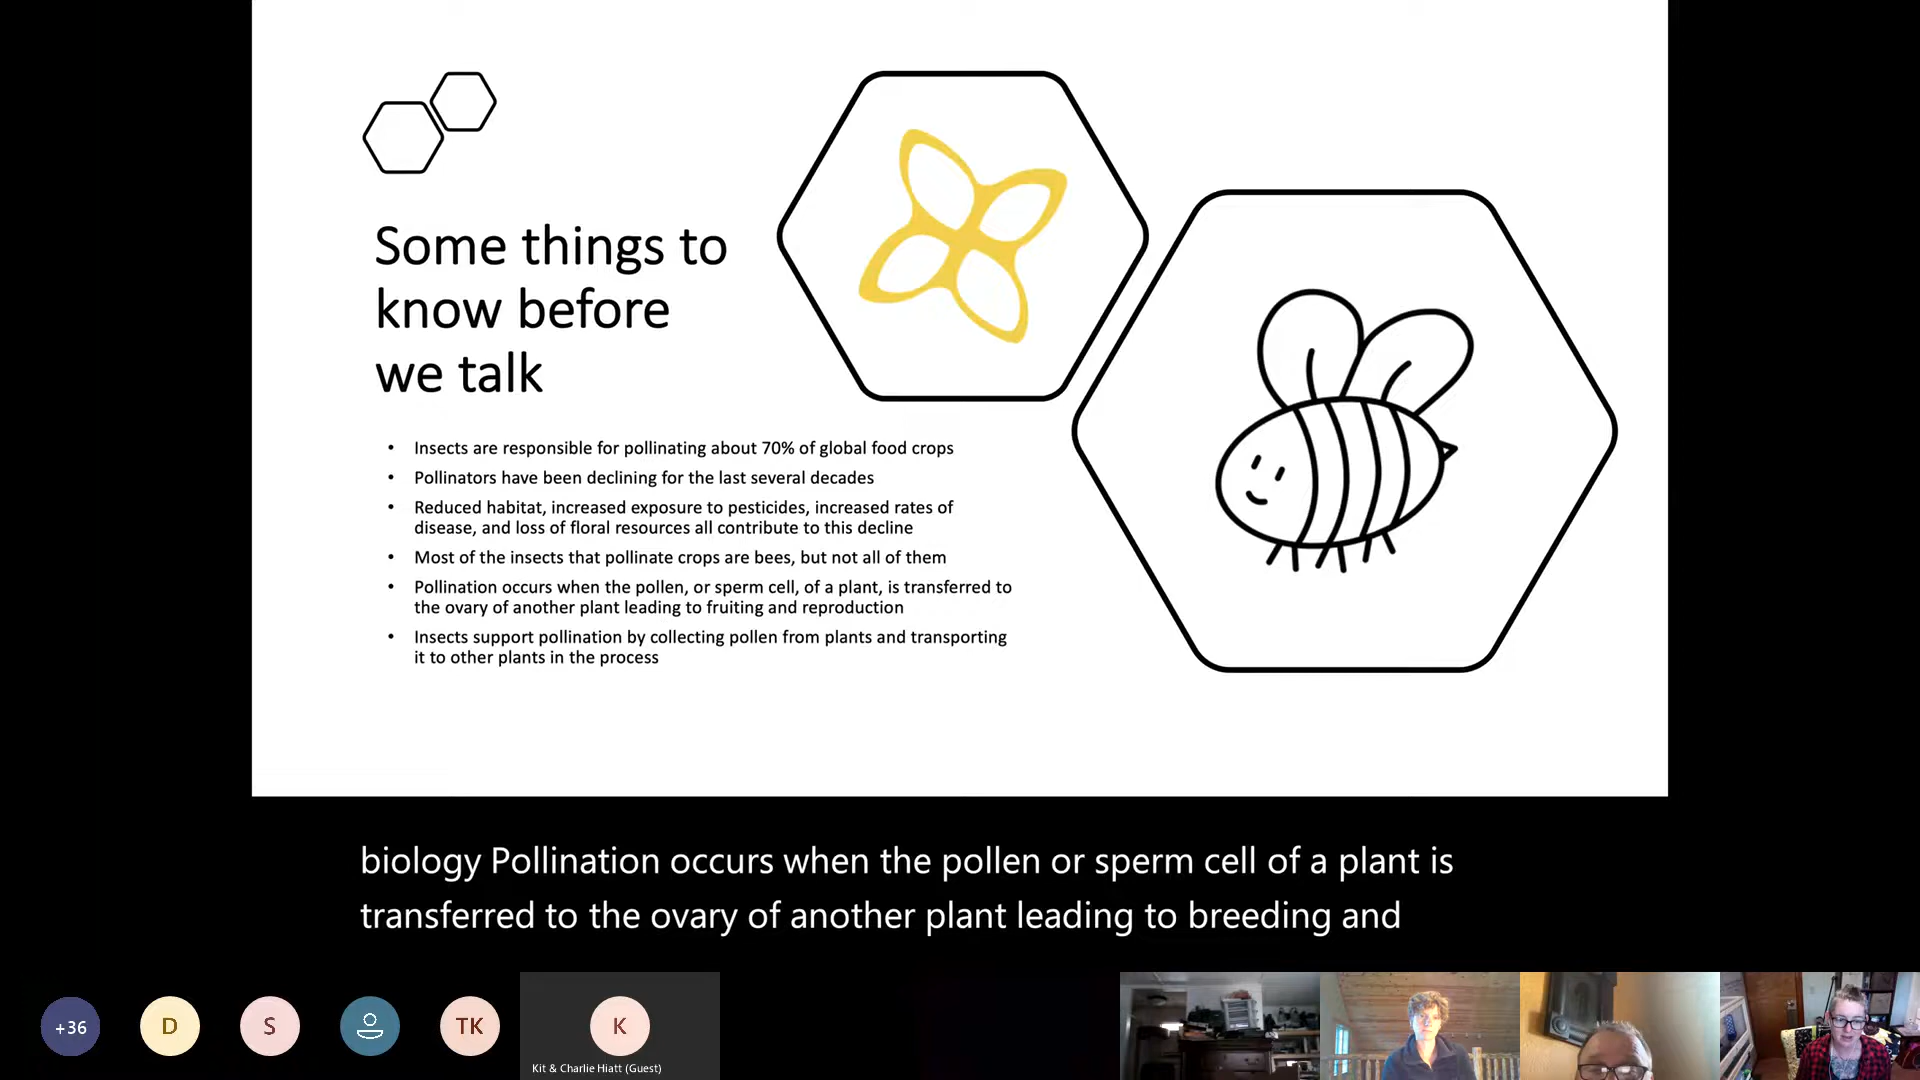 Some things to
know before
we talk
• Insects are responsible for pollinating about 70% of global food crops
• Pollinators have been declining for the last several decades
• Reduced habitat, increased exposure to pesticides, increased rates of
disease, and loss of floral resources all contribute to this decline
• Most of the insects that pollinate crops are bees, but not all of them
• Pollination occurs when the pollen, or sperm cell, of a plant, is transferred to
the ovary of another plant leading to fruiting and reproduction
• Insects support pollination by collecting pollen from plants and transporting
it to other plants in the process
biology Pollination occurs when the pollen or sperm cell of a plant is
transferred to the ovary of another plant leading to breeding and
+36
D
S
TK
K
Kit & Charlie Hiatt (Guest)